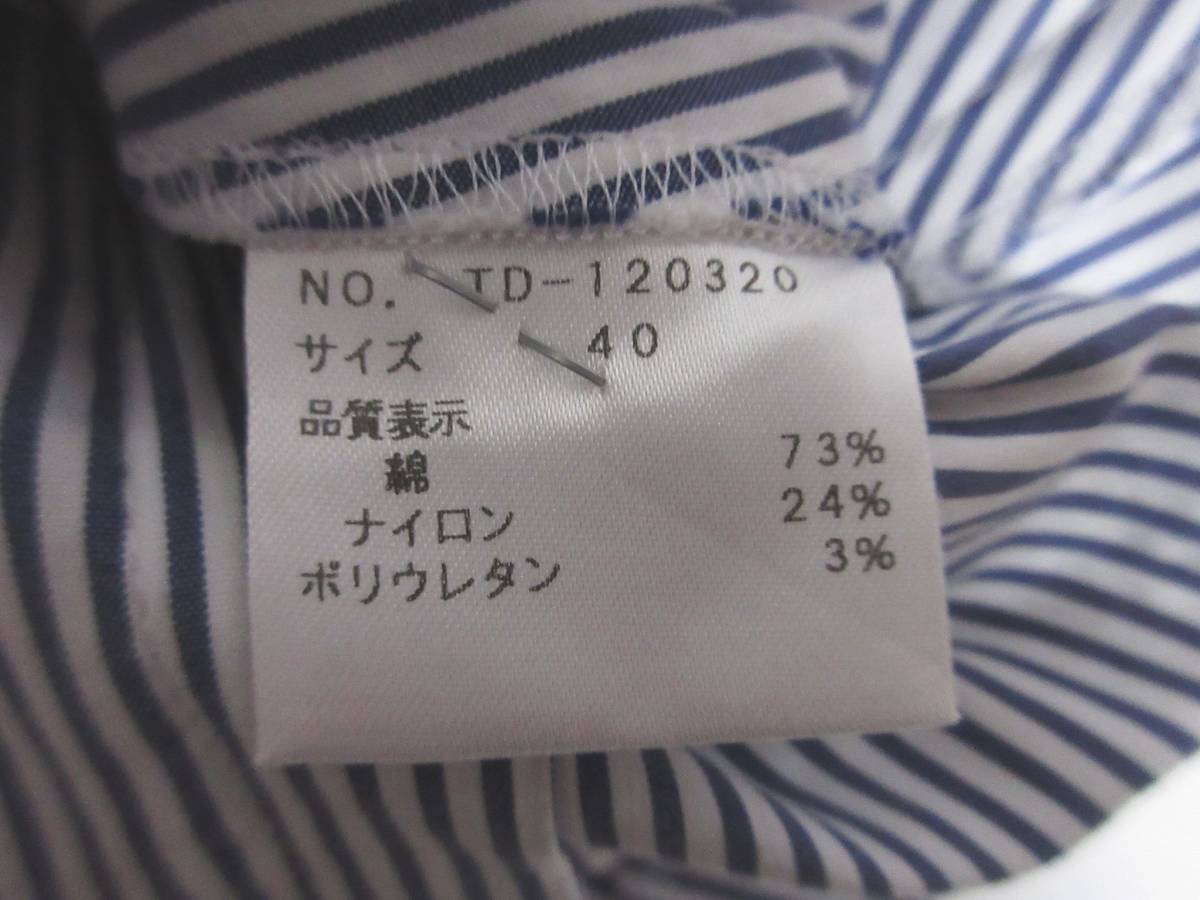 NO. TD-120320
サイズ 40
品質表示
綿 73%
ナイロン 24%
ポリウレタン 3%